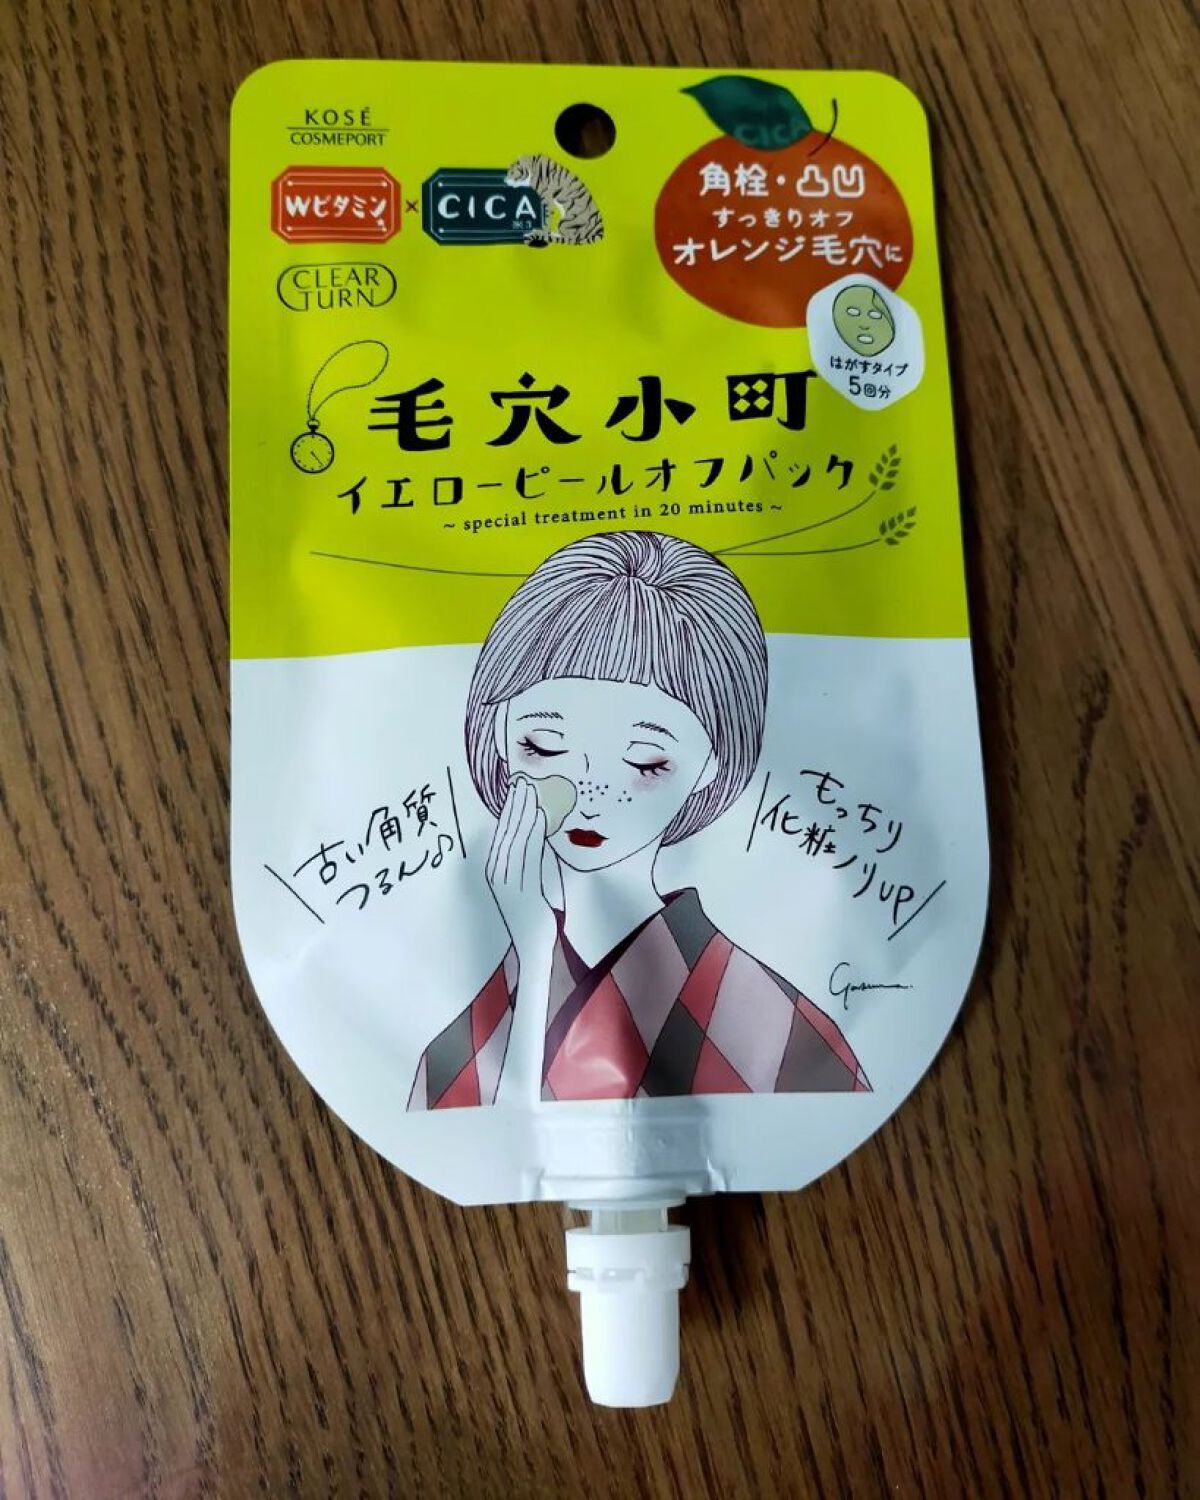 KOSÉ
COSMEPORT
Wビタミン×CICA
CLEAR
TURN
CICA
角栓・凸凹
すっきりオフ
オレンジ毛穴に
はがすタイプ
5回分
毛穴小町
イエローピールオフパック
~ special treatment in 20 minutes ~
古い角質
つるん♪
もっちり
化粧ノリUP